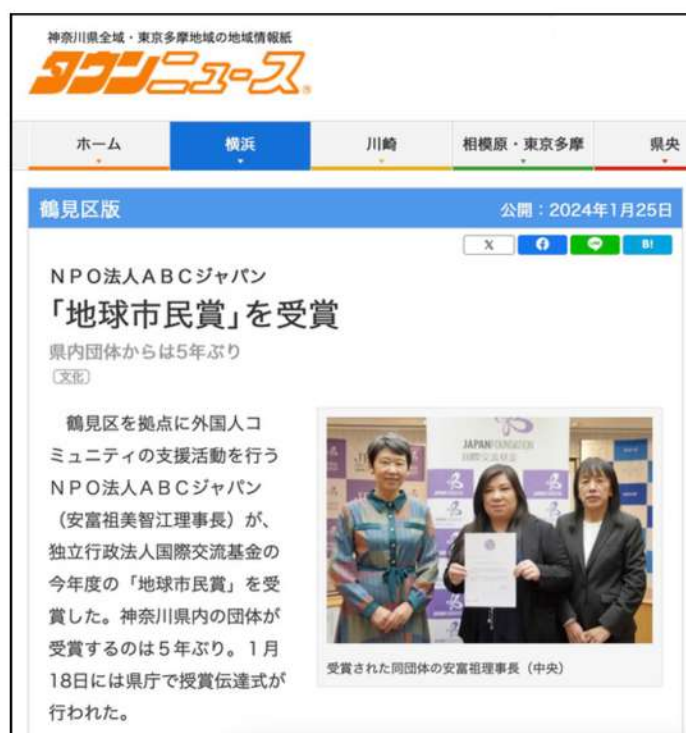 神奈川県全域・東京多摩地域の地域情報紙
タウンニュース®
ホーム
横浜
川崎
相模原・東京多摩
県央
鶴見区版
公開：2024年1月25日
X
B!
NPO法人ABCジャパン
「地球市民賞」を受賞
県内団体からは5年ぶり
文化
鶴見区を拠点に外国人コ
ミュニティの支援活動を行う
NPO法人ABCジャパン
（安富祖美智江理事長）が、
独立行政法人国際交流基金の
今年度の「地球市民賞」を受
賞した。神奈川県内の団体が
受賞するのは５年ぶり。１月
18日には県庁で授賞伝達式が
行われた。
JAPANFOUNDATION
国際交流基金
受賞された同団体の安富祖理事長（中央）